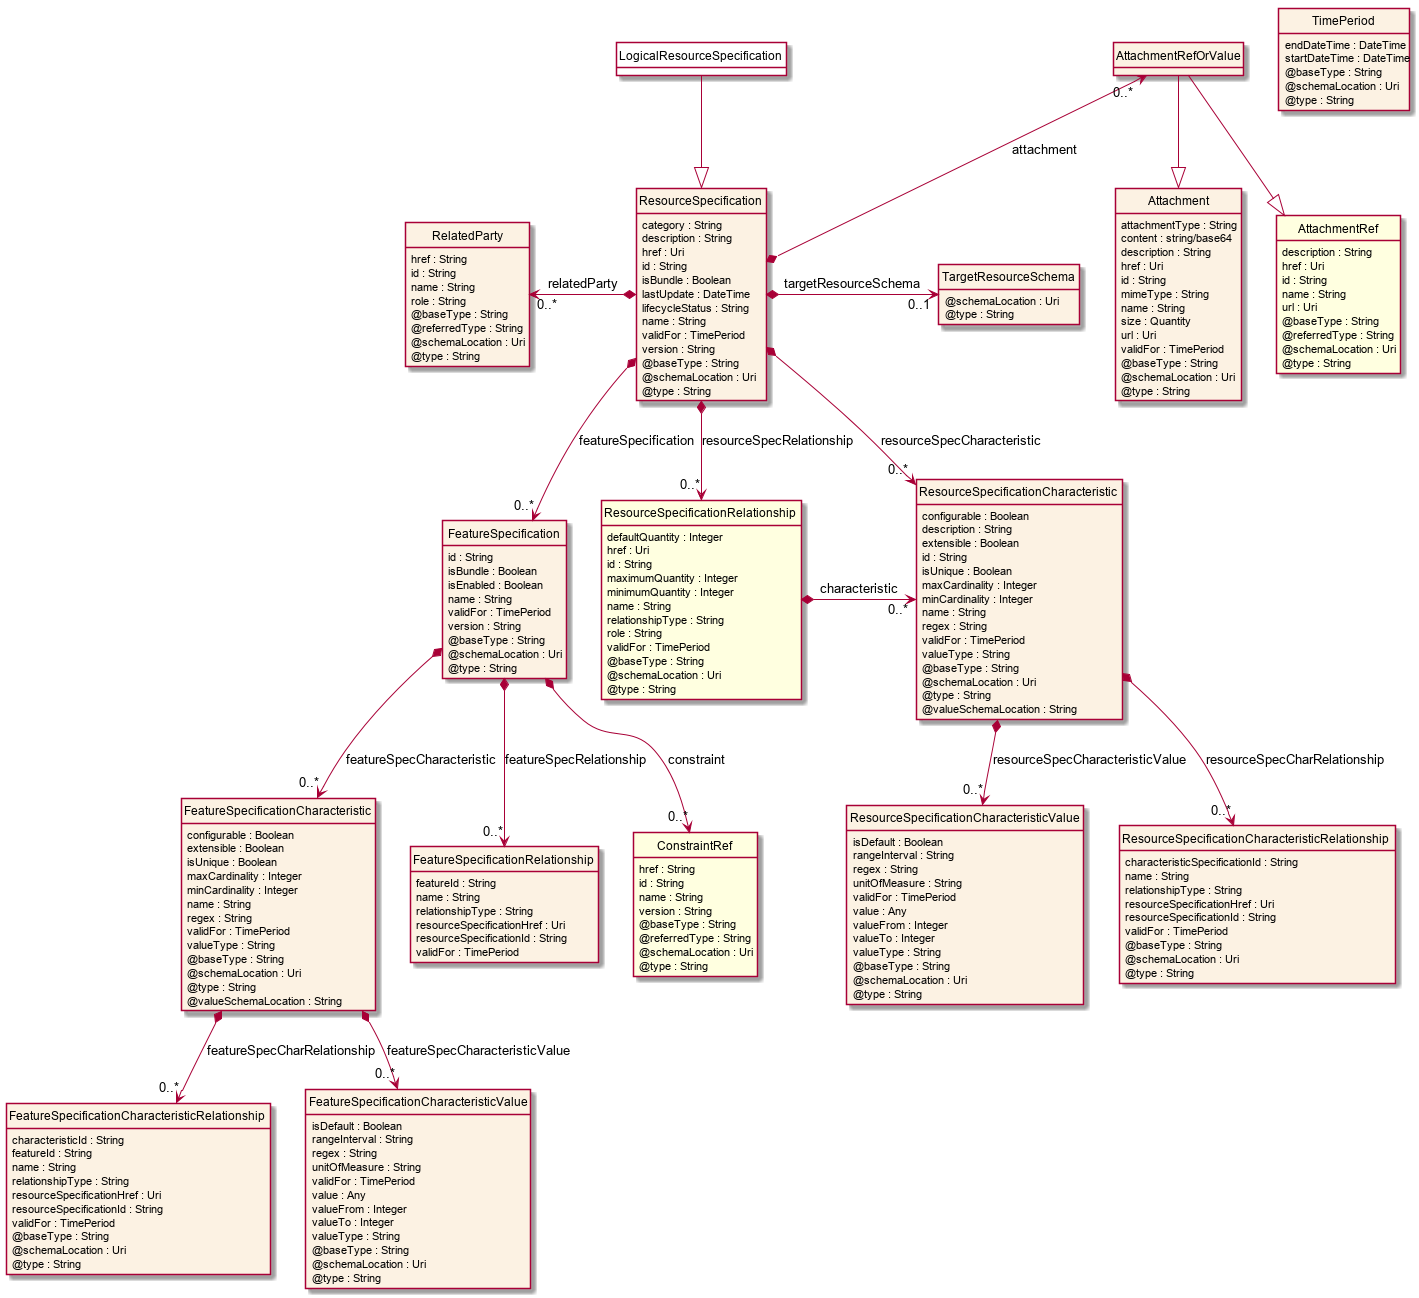 TimePeriod
endDateTime : DateTime
startDateTime : DateTime
@baseType : String
@schemaLocation : Uri
@type : String
LogicalResourceSpecification
AttachmentRefOrValue
0..*
attachment
ResourceSpecification
category : String
description : String
href : Uri
id : String
isBundle : Boolean
lastUpdate : DateTime
lifecycleStatus : String
name : String
validFor : TimePeriod
version : String
@baseType : String
@schemaLocation : Uri
@type : String
Attachment
attachmentType : String
content : string/base64
description : String
href : Uri
id : String
mimeType : String
name : String
size : Quantity
url : Uri
validFor : TimePeriod
@baseType : String
@schemaLocation : Uri
@type : String
AttachmentRef
description : String
href : Uri
id : String
name : String
url : Uri
@baseType : String
@referredType : String
@schemaLocation : Uri
@type : String
RelatedParty
href : String
id : String
name : String
role : String
@baseType : String
@referredType : String
@schemaLocation : Uri
@type : String
relatedParty
0..*
targetResourceSchema
0..1
TargetResourceSchema
@schemaLocation : Uri
@type : String
featureSpecification
0..*
resourceSpecRelationship
0..*
resourceSpecCharacteristic
0..*
FeatureSpecification
id : String
isBundle : Boolean
isEnabled : Boolean
name : String
validFor : TimePeriod
version : String
@baseType : String
@schemaLocation : Uri
@type : String
ResourceSpecificationRelationship
defaultQuantity : Integer
href : Uri
id : String
maximumQuantity : Integer
minimumQuantity : Integer
name : String
relationshipType : String
role : String
validFor : TimePeriod
@baseType : String
@schemaLocation : Uri
@type : String
characteristic
0..*
ResourceSpecificationCharacteristic
configurable : Boolean
description : String
extensible : Boolean
id : String
isUnique : Boolean
maxCardinality : Integer
minCardinality : Integer
name : String
regex : String
validFor : TimePeriod
valueType : String
@baseType : String
@schemaLocation : Uri
@type : String
@valueSchemaLocation : String
featureSpecCharacteristic
0..*
featureSpecRelationship
0..*
constraint
0..*
resourceSpecCharacteristicValue
0..*
resourceSpecCharRelationship
0..*
FeatureSpecificationCharacteristic
configurable : Boolean
extensible : Boolean
isUnique : Boolean
maxCardinality : Integer
minCardinality : Integer
name : String
regex : String
validFor : TimePeriod
valueType : String
@baseType : String
@schemaLocation : Uri
@type : String
@valueSchemaLocation : String
FeatureSpecificationRelationship
featureId : String
name : String
relationshipType : String
resourceSpecificationHref : Uri
resourceSpecificationId : String
validFor : TimePeriod
ConstraintRef
href : String
id : String
name : String
version : String
@baseType : String
@referredType : String
@schemaLocation : Uri
@type : String
ResourceSpecificationCharacteristicValue
isDefault : Boolean
rangeInterval : String
regex : String
unitOfMeasure : String
validFor : TimePeriod
value : Any
valueFrom : Integer
valueTo : Integer
valueType : String
@baseType : String
@schemaLocation : Uri
@type : String
ResourceSpecificationCharacteristicRelationship
characteristicSpecificationId : String
name : String
relationshipType : String
resourceSpecificationHref : Uri
resourceSpecificationId : String
validFor : TimePeriod
@baseType : String
@schemaLocation : Uri
@type : String
featureSpecCharRelationship
0..*
featureSpecCharacteristicValue
0..*
FeatureSpecificationCharacteristicRelationship
characteristicId : String
featureId : String
name : String
relationshipType : String
resourceSpecificationHref : Uri
resourceSpecificationId : String
validFor : TimePeriod
@baseType : String
@schemaLocation : Uri
@type : String
FeatureSpecificationCharacteristicValue
isDefault : Boolean
rangeInterval : String
regex : String
unitOfMeasure : String
validFor : TimePeriod
value : Any
valueFrom : Integer
valueTo : Integer
valueType : String
@baseType : String
@schemaLocation : Uri
@type : String